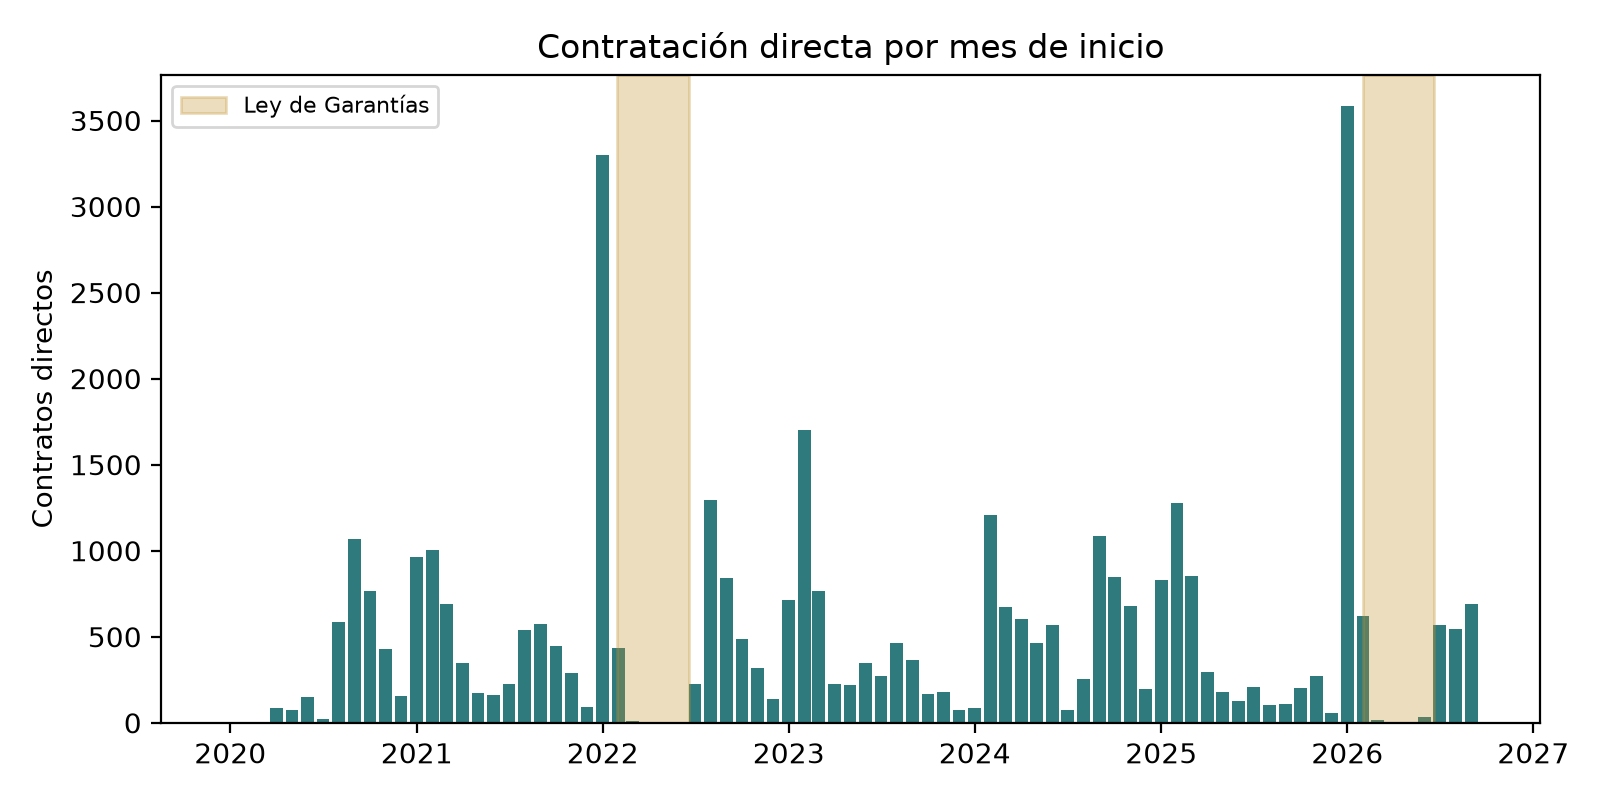 Contratación directa por mes de inicio
Ley de Garantías
Contratos directos
3500
3000
2500
2000
1500
1000
500
0
2020 2021 2022 2023 2024 2025 2026 2027